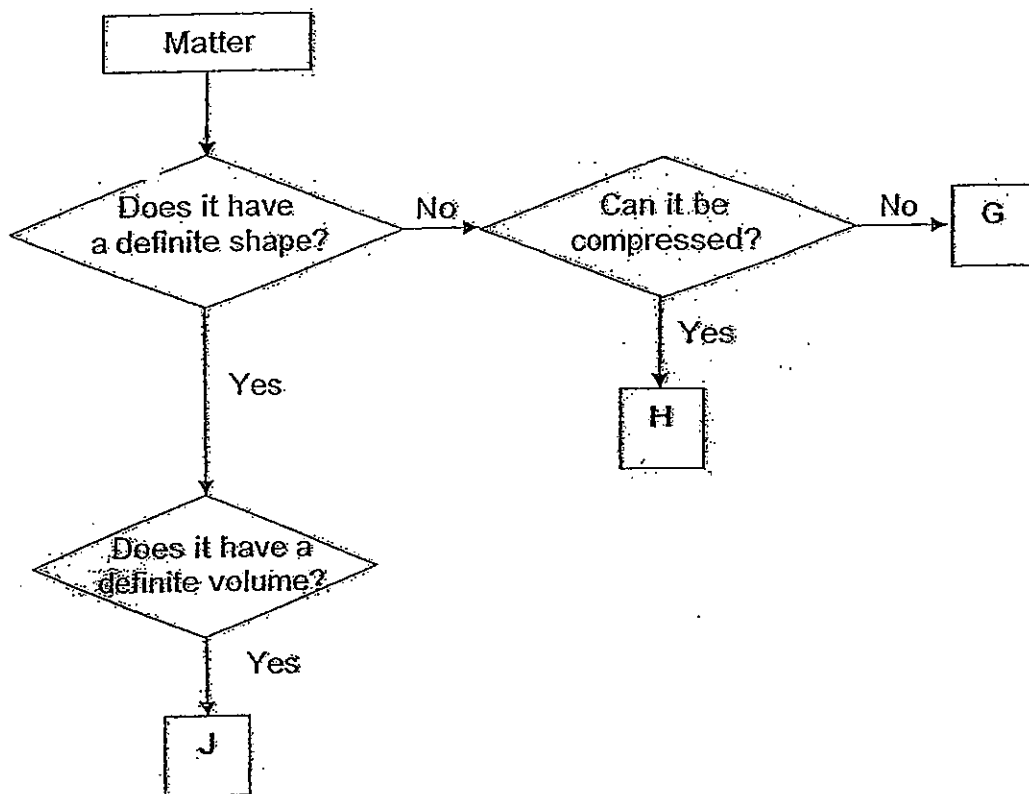 Matter
Does it have
a definite shape?
No
Can it be
compressed?
No
G
Yes
H
Yes
Does it have a
definite volume?
Yes
J